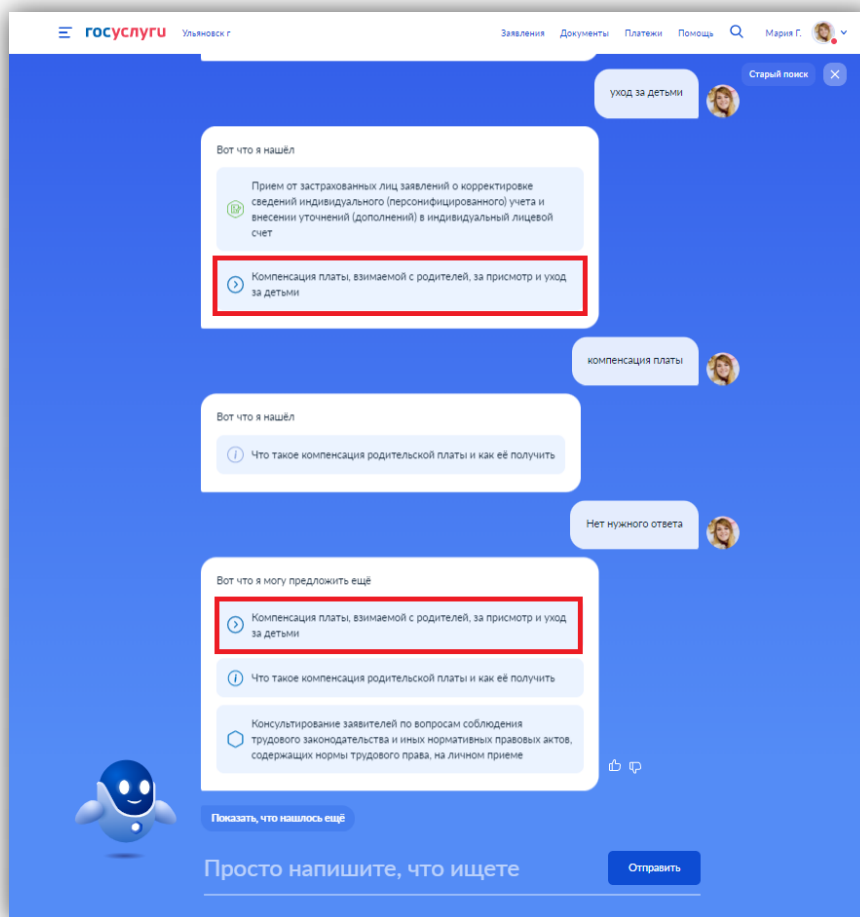 госуслуги Ульяновск г Заявления Документы Платежи Помощь Мария Г.
Старый поиск
уход за детьми
Вот что я нашёл
Прием от застрахованных лиц заявлений о корректировке
сведений индивидуального (персонифицированного) учета и
внесении уточнений (дополнений) в индивидуальный лицевой
счет
Компенсация платы, взимаемой с родителей, за присмотр и уход
за детьми
компенсация платы
Вот что я нашёл
Что такое компенсация родительской платы и как её получить
Нет нужного ответа
Вот что я могу предложить ещё
Компенсация платы, взимаемой с родителей, за присмотр и уход
за детьми
Что такое компенсация родительской платы и как её получить
Консультирование заявителей по вопросам соблюдения
трудового законодательства и иных нормативных правовых актов,
содержащих нормы трудового права, на личном приеме
Показать, что нашлось ещё
Просто напишите, что ищете
Отправить